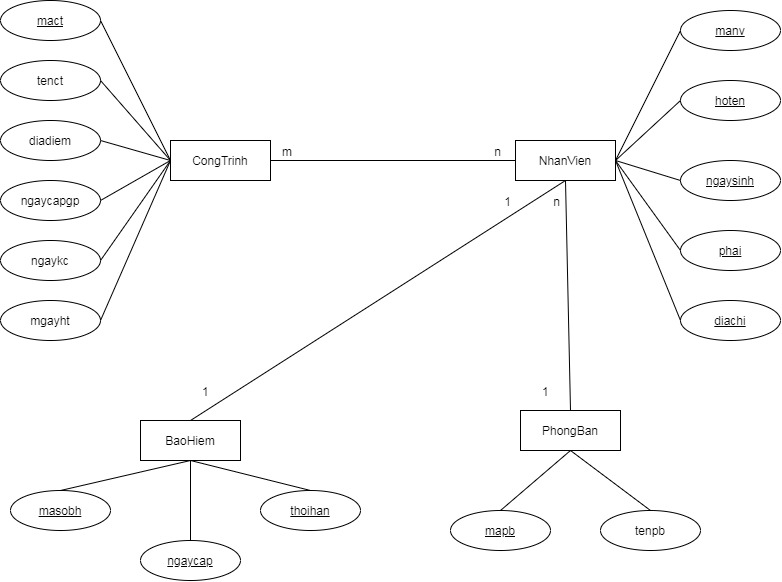 mact
manv
tenct
hoten
diadiem
CongTrinh
m
n
NhanVien
ngaycapgp
ngaysinh
1
n
ngaykc
phai
mgayht
diachi
1
1
BaoHiem
PhongBan
masobh
thoihan
mapb
tenpb
ngaycap